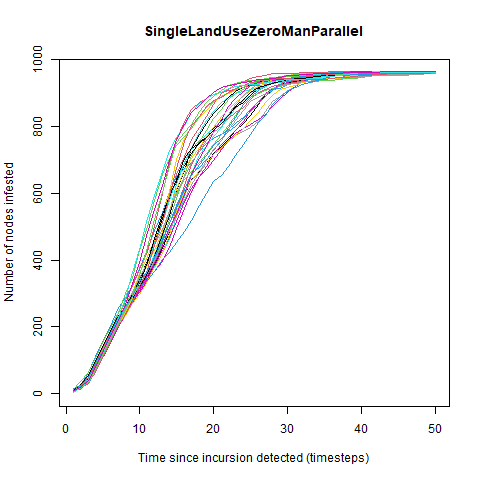 SingleLandUseZeroManParallel
Number of nodes infested
1000
800
600
400
200
0
0 10 20 30 40 50
Time since incursion detected (timesteps)